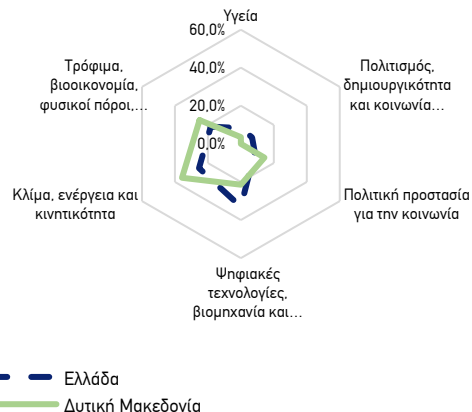 Υγεία
60,0%
40,0%
20,0%
0,0%
Πολιτισμός,
δημιουργικότητα
και κοινωνία...
Πολιτική προστασία
για την κοινωνία
Ψηφιακές
τεχνολογίες,
βιομηχανία και...
Κλίμα, ενέργεια και
κινητικότητα
Τρόφιμα,
βιοοικονομία,
φυσικοί πόροι,...
Ελλάδα
Δυτική Μακεδονία